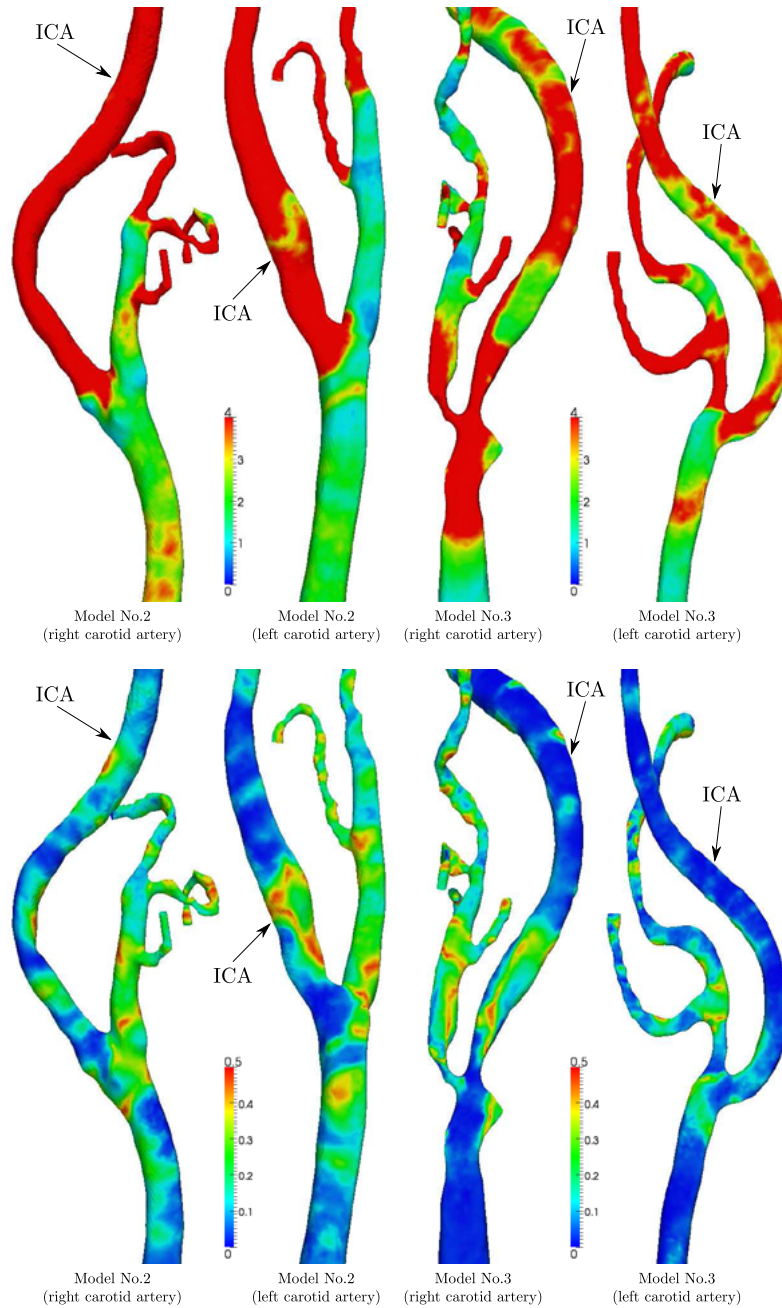 ICA
ICA
ICA
ICA
4
3
2
1
0
4
3
2
1
0
Model No.2
(right carotid artery)
Model No.2
(left carotid artery)
Model No.3
(right carotid artery)
Model No.3
(left carotid artery)
ICA
ICA
ICA
ICA
0.5
0.4
0.3
0.2
0.1
0
0.5
0.4
0.3
0.2
0.1
0
Model No.2
(right carotid artery)
Model No.2
(left carotid artery)
Model No.3
(right carotid artery)
Model No.3
(left carotid artery)